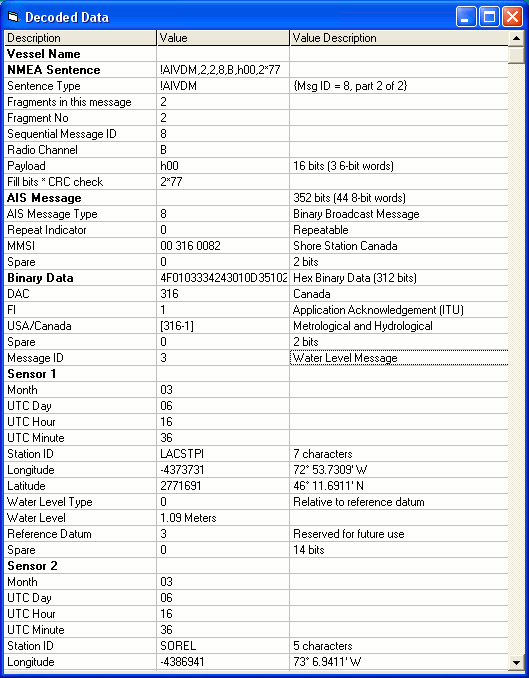 Decoded Data
Description Value Value Description
Vessel Name
NMEA Sentence !AIVDM,2,2,8,B,h00,2*77
Sentence Type !AIVDM {Msg ID = 8, part 2 of 2}
Fragments in this message 2
Fragment No 2
Sequential Message ID 8
Radio Channel B
Payload h00 16 bits (3 6-bit words)
Fill bits * CRC check 2*77
AIS Message 352 bits (44 8-bit words)
AIS Message Type 8 Binary Broadcast Message
Repeat Indicator 0 Repeatable
MMSI 00 316 0082 Shore Station Canada
Spare 0 2 bits
Binary Data 4F0103334243010D35102 Hex Binary Data (312 bits)
DAC 316 Canada
FI 1 Application Acknowledgement (ITU)
USA/Canada [316-1] Metrological and Hydrological
Spare 0 2 bits
Message ID 3 Water Level Message
Sensor 1
Month 03
UTC Day 06
UTC Hour 16
UTC Minute 36
Station ID LACSTPI 7 characters
Longitude -4373731 72° 53.7309' W
Latitude 2771691 46° 11.6911' N
Water Level Type 0 Relative to reference datum
Water Level 1.09 Meters
Reference Datum 3 Reserved for future use
Spare 0 14 bits
Sensor 2
Month 03
UTC Day 06
UTC Hour 16
UTC Minute 36
Station ID SOREL 5 characters
Longitude -4386941 73° 6.9411' W